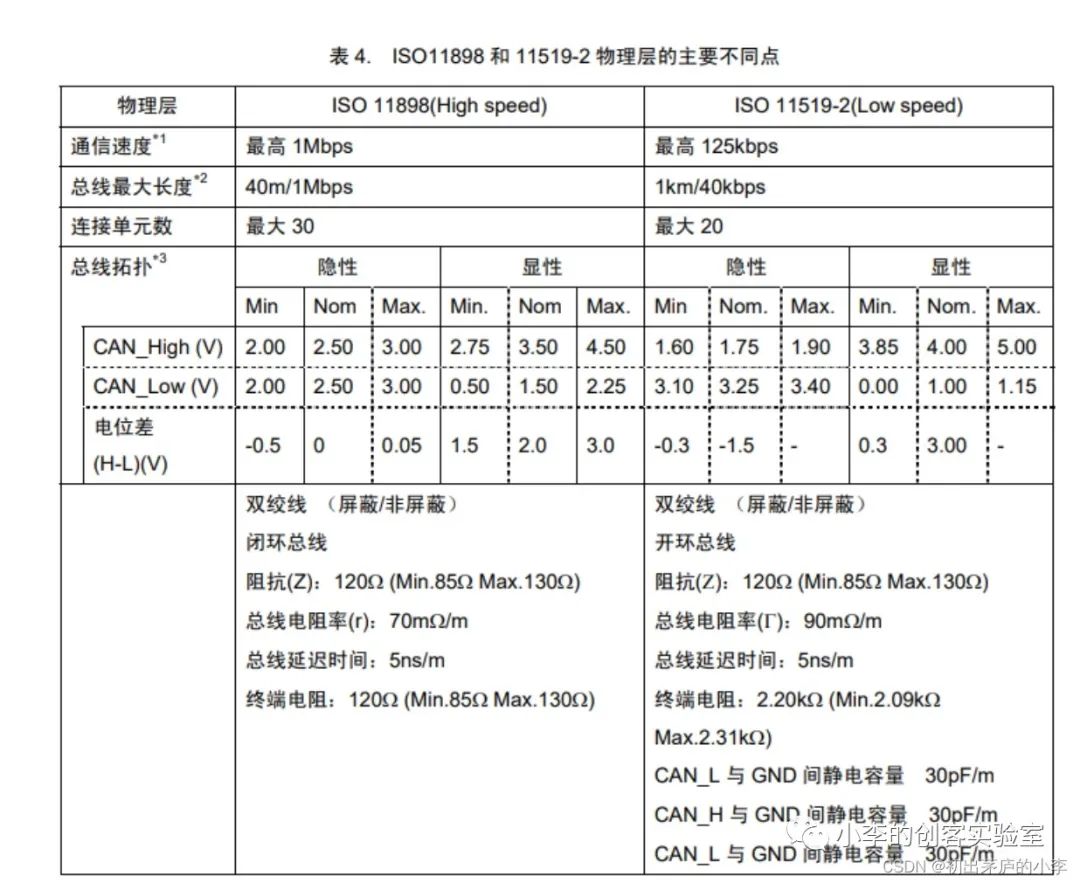 表 4. ISO11898 和 11519-2 物理层的主要不同点
物理层 ISO 11898(High speed) ISO 11519-2(Low speed)
通信速度*1 最高 1Mbps 最高 125kbps
总线最大长度*2 40m/1Mbps 1km/40kbps
连接单元数 最大 30 最大 20
总线拓扑*3 隐性 显性 隐性 显性
Min Nom Max. Min. Nom Max. Min Nom. Max. Min. Nom. Max.
CAN_High (V) 2.00 2.50 3.00 2.75 3.50 4.50 1.60 1.75 1.90 3.85 4.00 5.00
CAN_Low (V) 2.00 2.50 3.00 0.50 1.50 2.25 3.10 3.25 3.40 0.00 1.00 1.15
电位差
(H-L)(V) -0.5 0 0.05 1.5 2.0 3.0 -0.3 -1.5 - 0.3 3.00 -
双绞线 （屏蔽/非屏蔽）
闭环总线
阻抗(Z)：120Ω (Min.85Ω Max.130Ω)
总线电阻率(r)：70mΩ/m
总线延迟时间：5ns/m
终端电阻：120Ω (Min.85Ω Max.130Ω)
双绞线 （屏蔽/非屏蔽）
开环总线
阻抗(Z)：120Ω (Min.85Ω Max.130Ω)
总线电阻率(Γ)：90mΩ/m
总线延迟时间：5ns/m
终端电阻：2.20kΩ (Min.2.09kΩ
Max.2.31kΩ)
CAN_L 与 GND 间静电容量 30pF/m
CAN_H 与 GND 间静电容量 30pF/m
CAN_L 与 GND 间静电容量 30pF/m
小李的创客实验室
CSDN @初出茅庐的小李